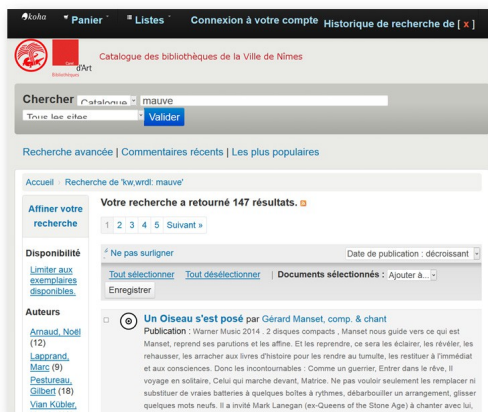 koha Panier Listes Connexion à votre compte Historique de recherche de [ x ]
Carré d'Art
Bibliothèques
Catalogue des bibliothèques de la Ville de Nîmes
Chercher Catalogue mauve
Tous les sites Valider
Recherche avancée | Commentaires récents | Les plus populaires
Accueil › Recherche de 'kw,wrdl: mauve'
Affiner votre recherche
Disponibilité
Limiter aux exemplaires disponibles.
Auteurs
Arnaud, Noël (12)
Lapprand, Marc (9)
Pestureau, Gilbert (18)
Vian Kübler,
Votre recherche a retourné 147 résultats.
1 2 3 4 5 Suivant »
Ne pas surligner Date de publication : décroissant
Tout sélectionner Tout désélectionner | Documents sélectionnés : Ajouter à...
Enregistrer
Un Oiseau s'est posé par Gérard Manset, comp. & chant
Publication : Warner Music 2014 . 2 disques compacts , Manset nous guide vers ce qui est
Manset, reprend ses parutions et les affine. Et les reprendre, ce sera les éclairer, les révéler, les
rehausser, les arracher aux livres d'histoire pour les rendre au tumulte, les restituer à l'immédiat
et aux consciences. Donc les incontournables : Comme un guerrier, Entrer dans le rêve, Il
voyage en solitaire, Celui qui marche devant, Matrice. Ne pas vouloir seulement les remplacer ni
substituer de vraies batteries à quelques boîtes à rythmes, débarbouiller un arrangement, glisser
quelques mots neufs. Il a invité Mark Lanegan (ex-Queens of the Stone Age) à chanter avec lui,